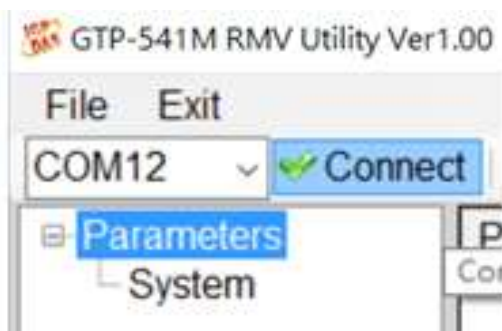 GTP-541M RMV Utility Ver1.00
File Exit
COM12 Connect
Parameters
System